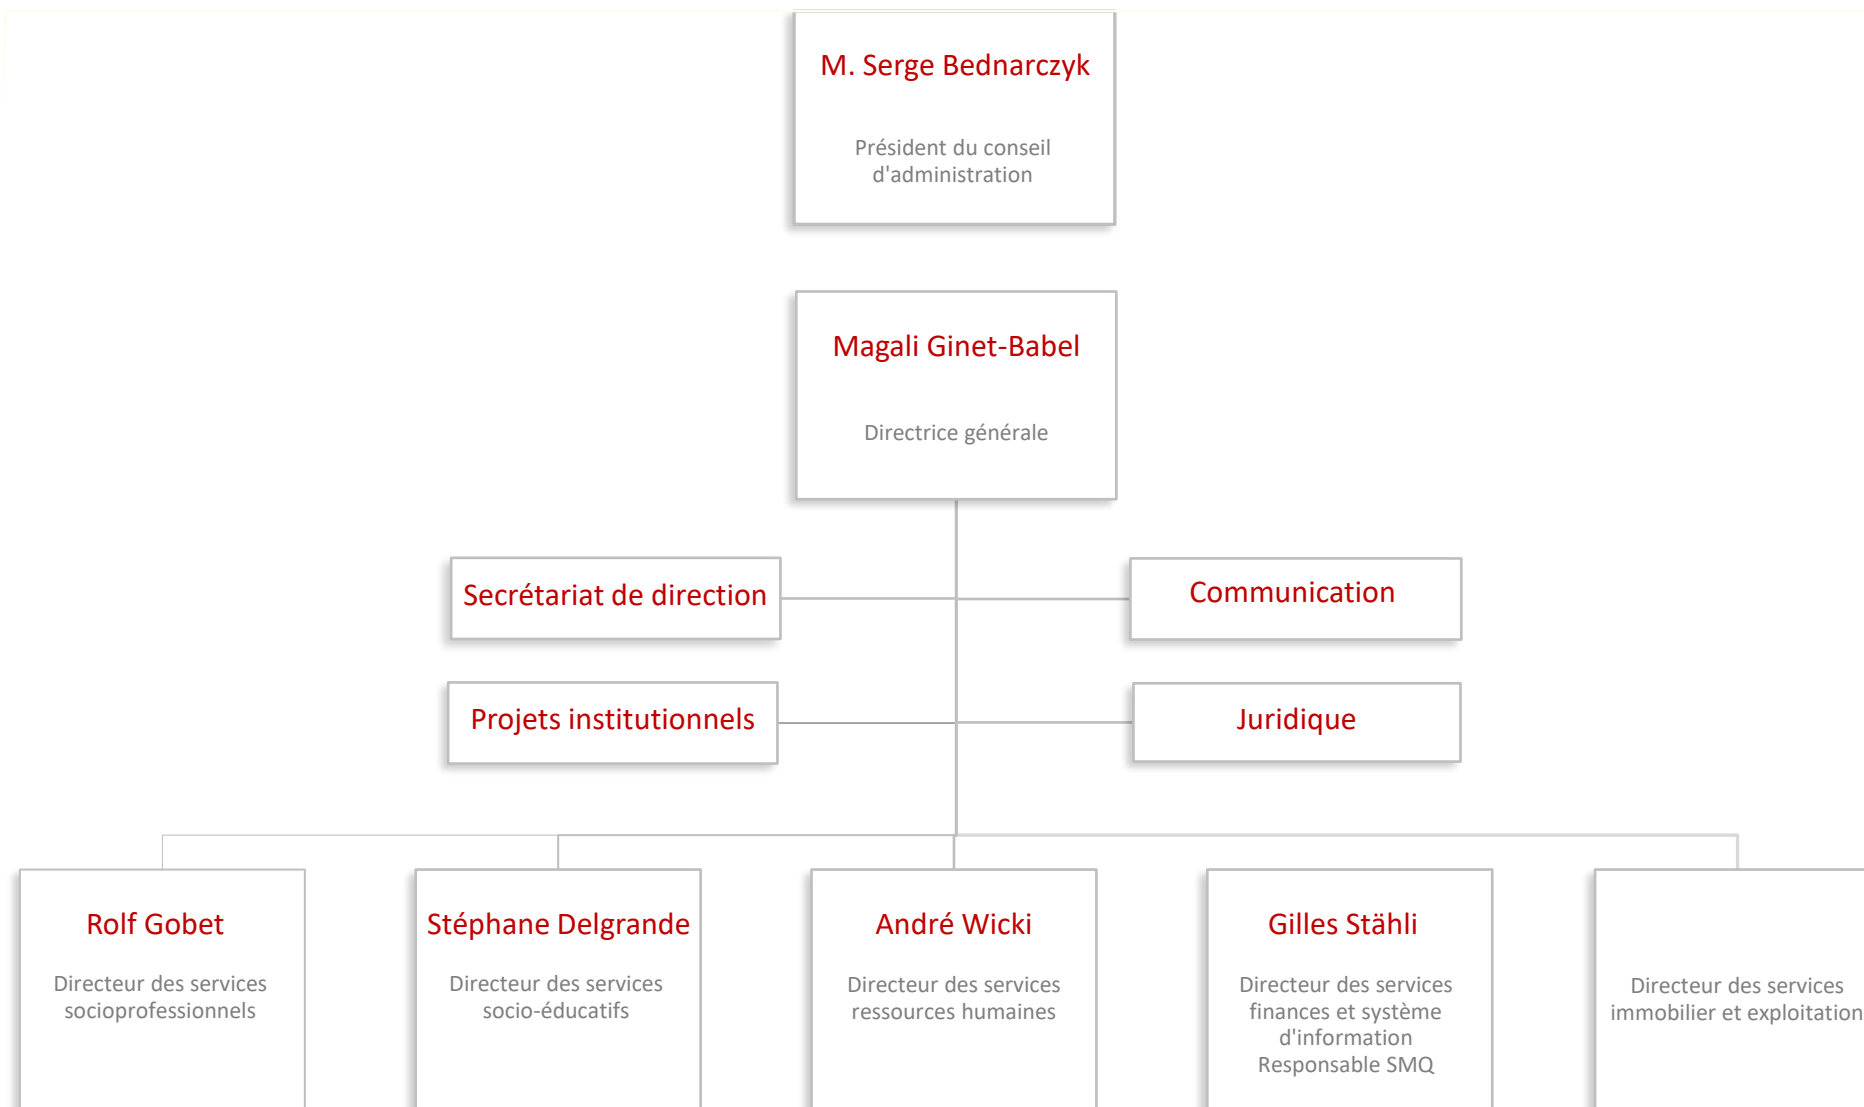 M. Serge Bednarczyk
Président du conseil
d'administration
Magali Ginet-Babel
Directrice générale
Secrétariat de direction
Communication
Projets institutionnels
Juridique
Rolf Gobet
Directeur des services
socioprofessionnels
Stéphane Delgrande
Directeur des services
socio-éducatifs
André Wicki
Directeur des services
ressources humaines
Gilles Stähli
Directeur des services
finances et système
d'information
Responsable SMQ
Directeur des services
immobilier et exploitation